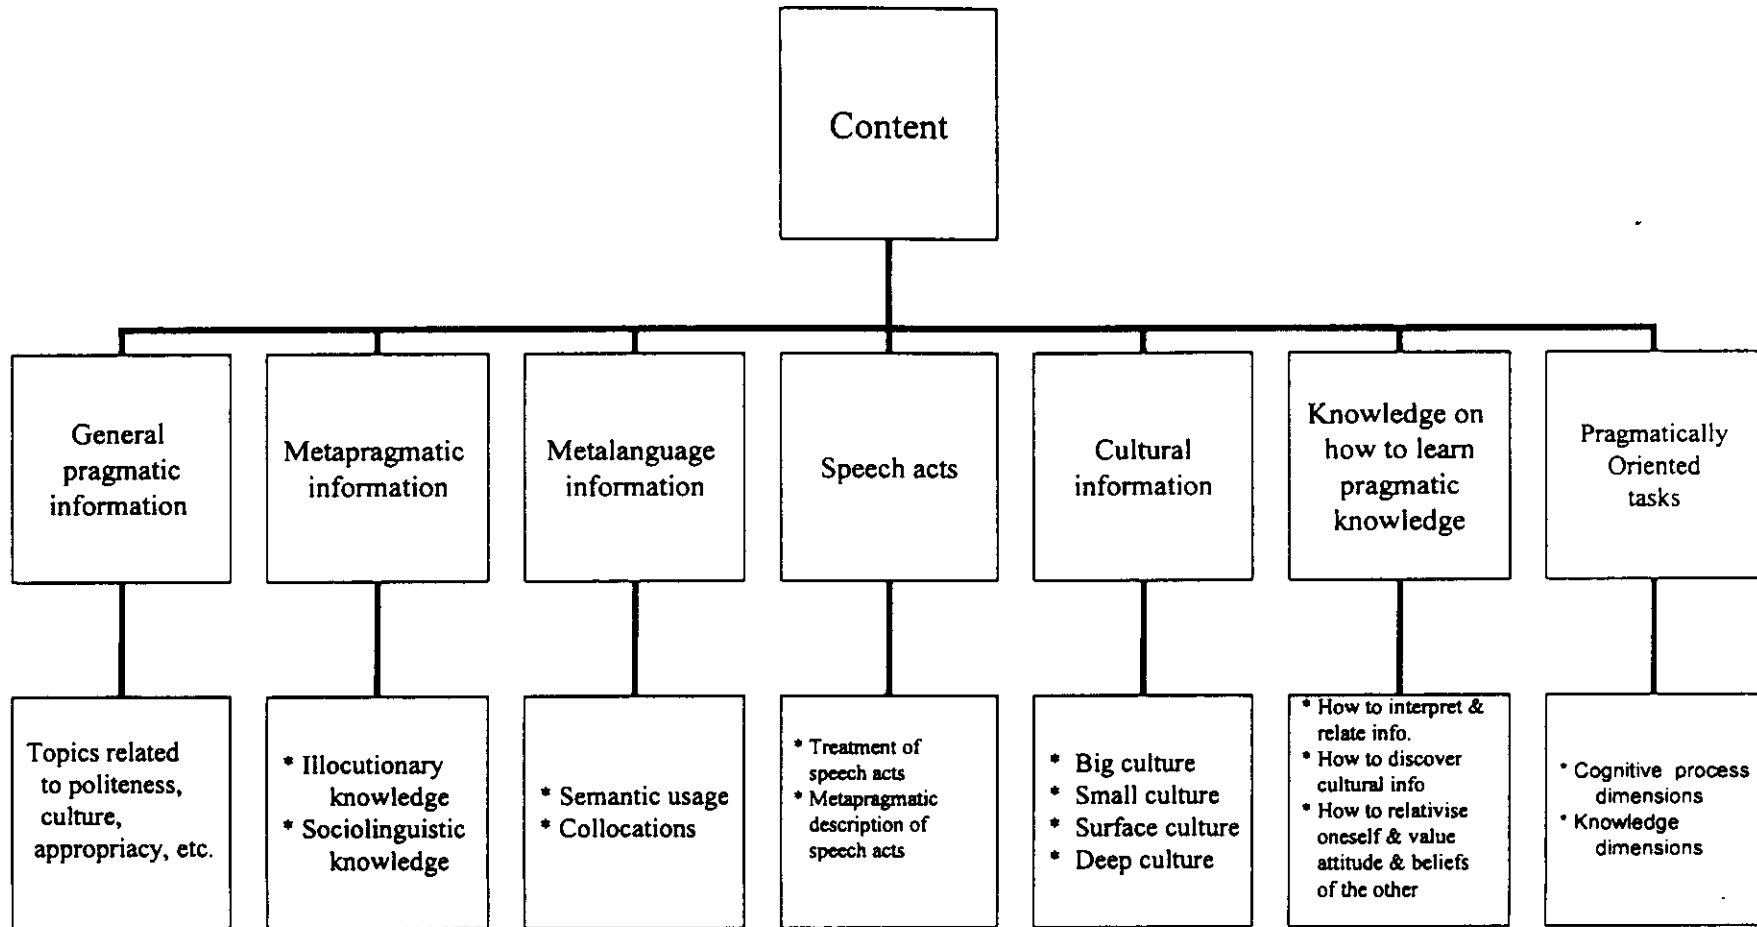 Content
General
pragmatic
information
Metapragmatic
information
Metalanguage
information
Speech acts
Cultural
information
Knowledge on
how to learn
pragmatic
knowledge
Pragmatically
Oriented
tasks
Topics related
to politeness,
culture,
appropriacy, etc.
* Illocutionary
knowledge
* Sociolinguistic
knowledge
* Semantic usage
* Collocations
* Treatment of
speech acts
* Metapragmatic
description of
speech acts
* Big culture
* Small culture
* Surface culture
* Deep culture
* How to interpret &
relate info.
* How to discover
cultural info
* How to relativise
oneself & value
attitude & beliefs
of the other
* Cognitive process
dimensions
* Knowledge
dimensions